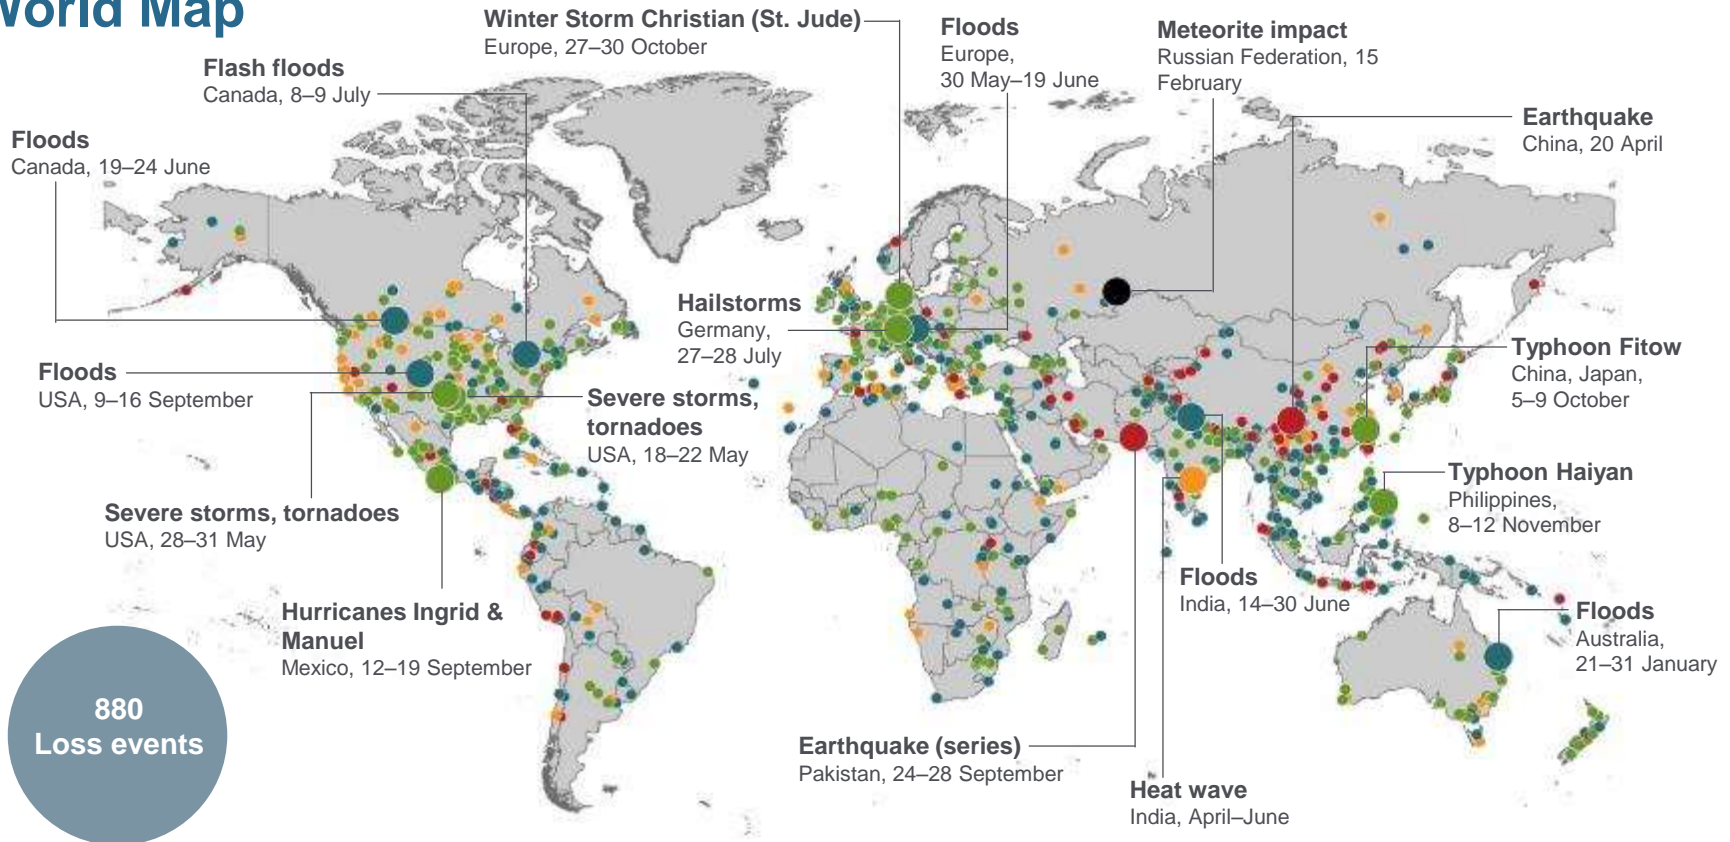 World Map
Winter Storm Christian (St. Jude)
Europe, 27–30 October
Floods
Europe,
30 May–19 June
Meteorite impact
Russian Federation, 15
February
Flash floods
Canada, 8–9 July
Earthquake
China, 20 April
Floods
Canada, 19–24 June
Hailstorms
Germany,
27–28 July
Typhoon Fitow
China, Japan,
5–9 October
Floods
USA, 9–16 September
Severe storms,
tornadoes
USA, 18–22 May
Typhoon Haiyan
Philippines,
8–12 November
Severe storms, tornadoes
USA, 28–31 May
Floods
India, 14–30 June
Hurricanes Ingrid &
Manuel
Mexico, 12–19 September
Floods
Australia,
21–31 January
880
Loss events
Earthquake (series)
Pakistan, 24–28 September
Heat wave
India, April–June